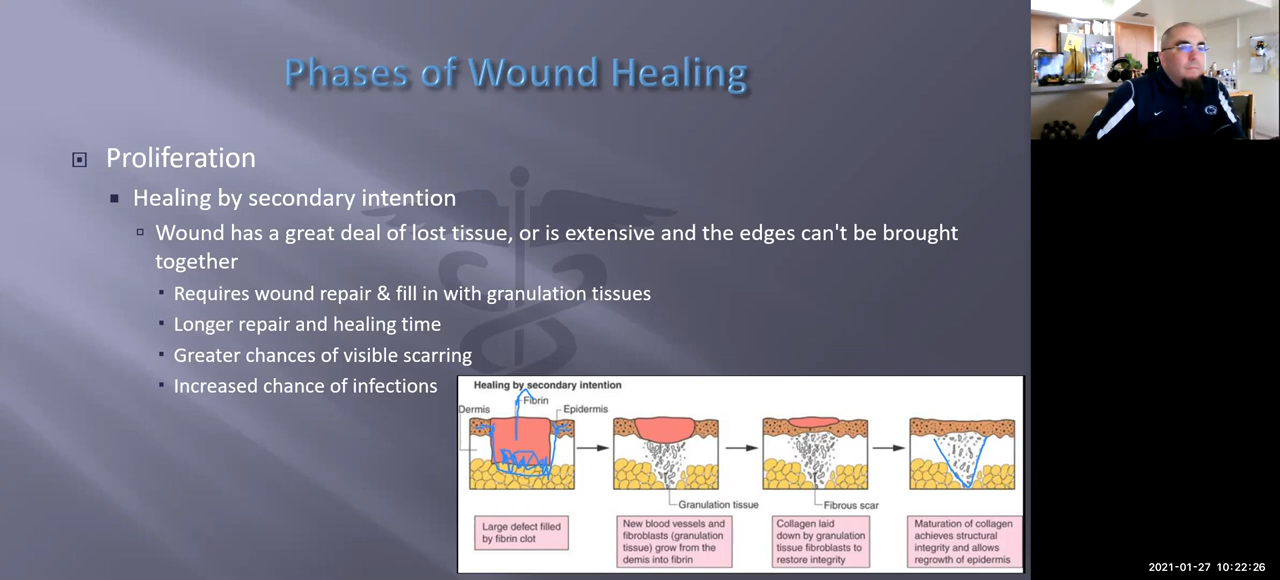 Phases of Wound Healing
Proliferation
Healing by secondary intention
Wound has a great deal of lost tissue, or is extensive and the edges can't be brought
together
Requires wound repair & fill in with granulation tissues
Longer repair and healing time
Greater chances of visible scarring
Increased chance of infections
Healing by secondary intention
Fibrin
Dermis
Epidermis
Granulation tissue
Fibrous scar
Large defect filled
by fibrin clot
New blood vessels and
fibroblasts (granulation
tissue) grow from the
demis into fibrin
Collagen laid
down by granulation
tissue fibroblasts to
restore integrity
Maturation of collagen
achieves structural
integrity and allows
regrowth of epidermis
2021-01-27 10:22:26